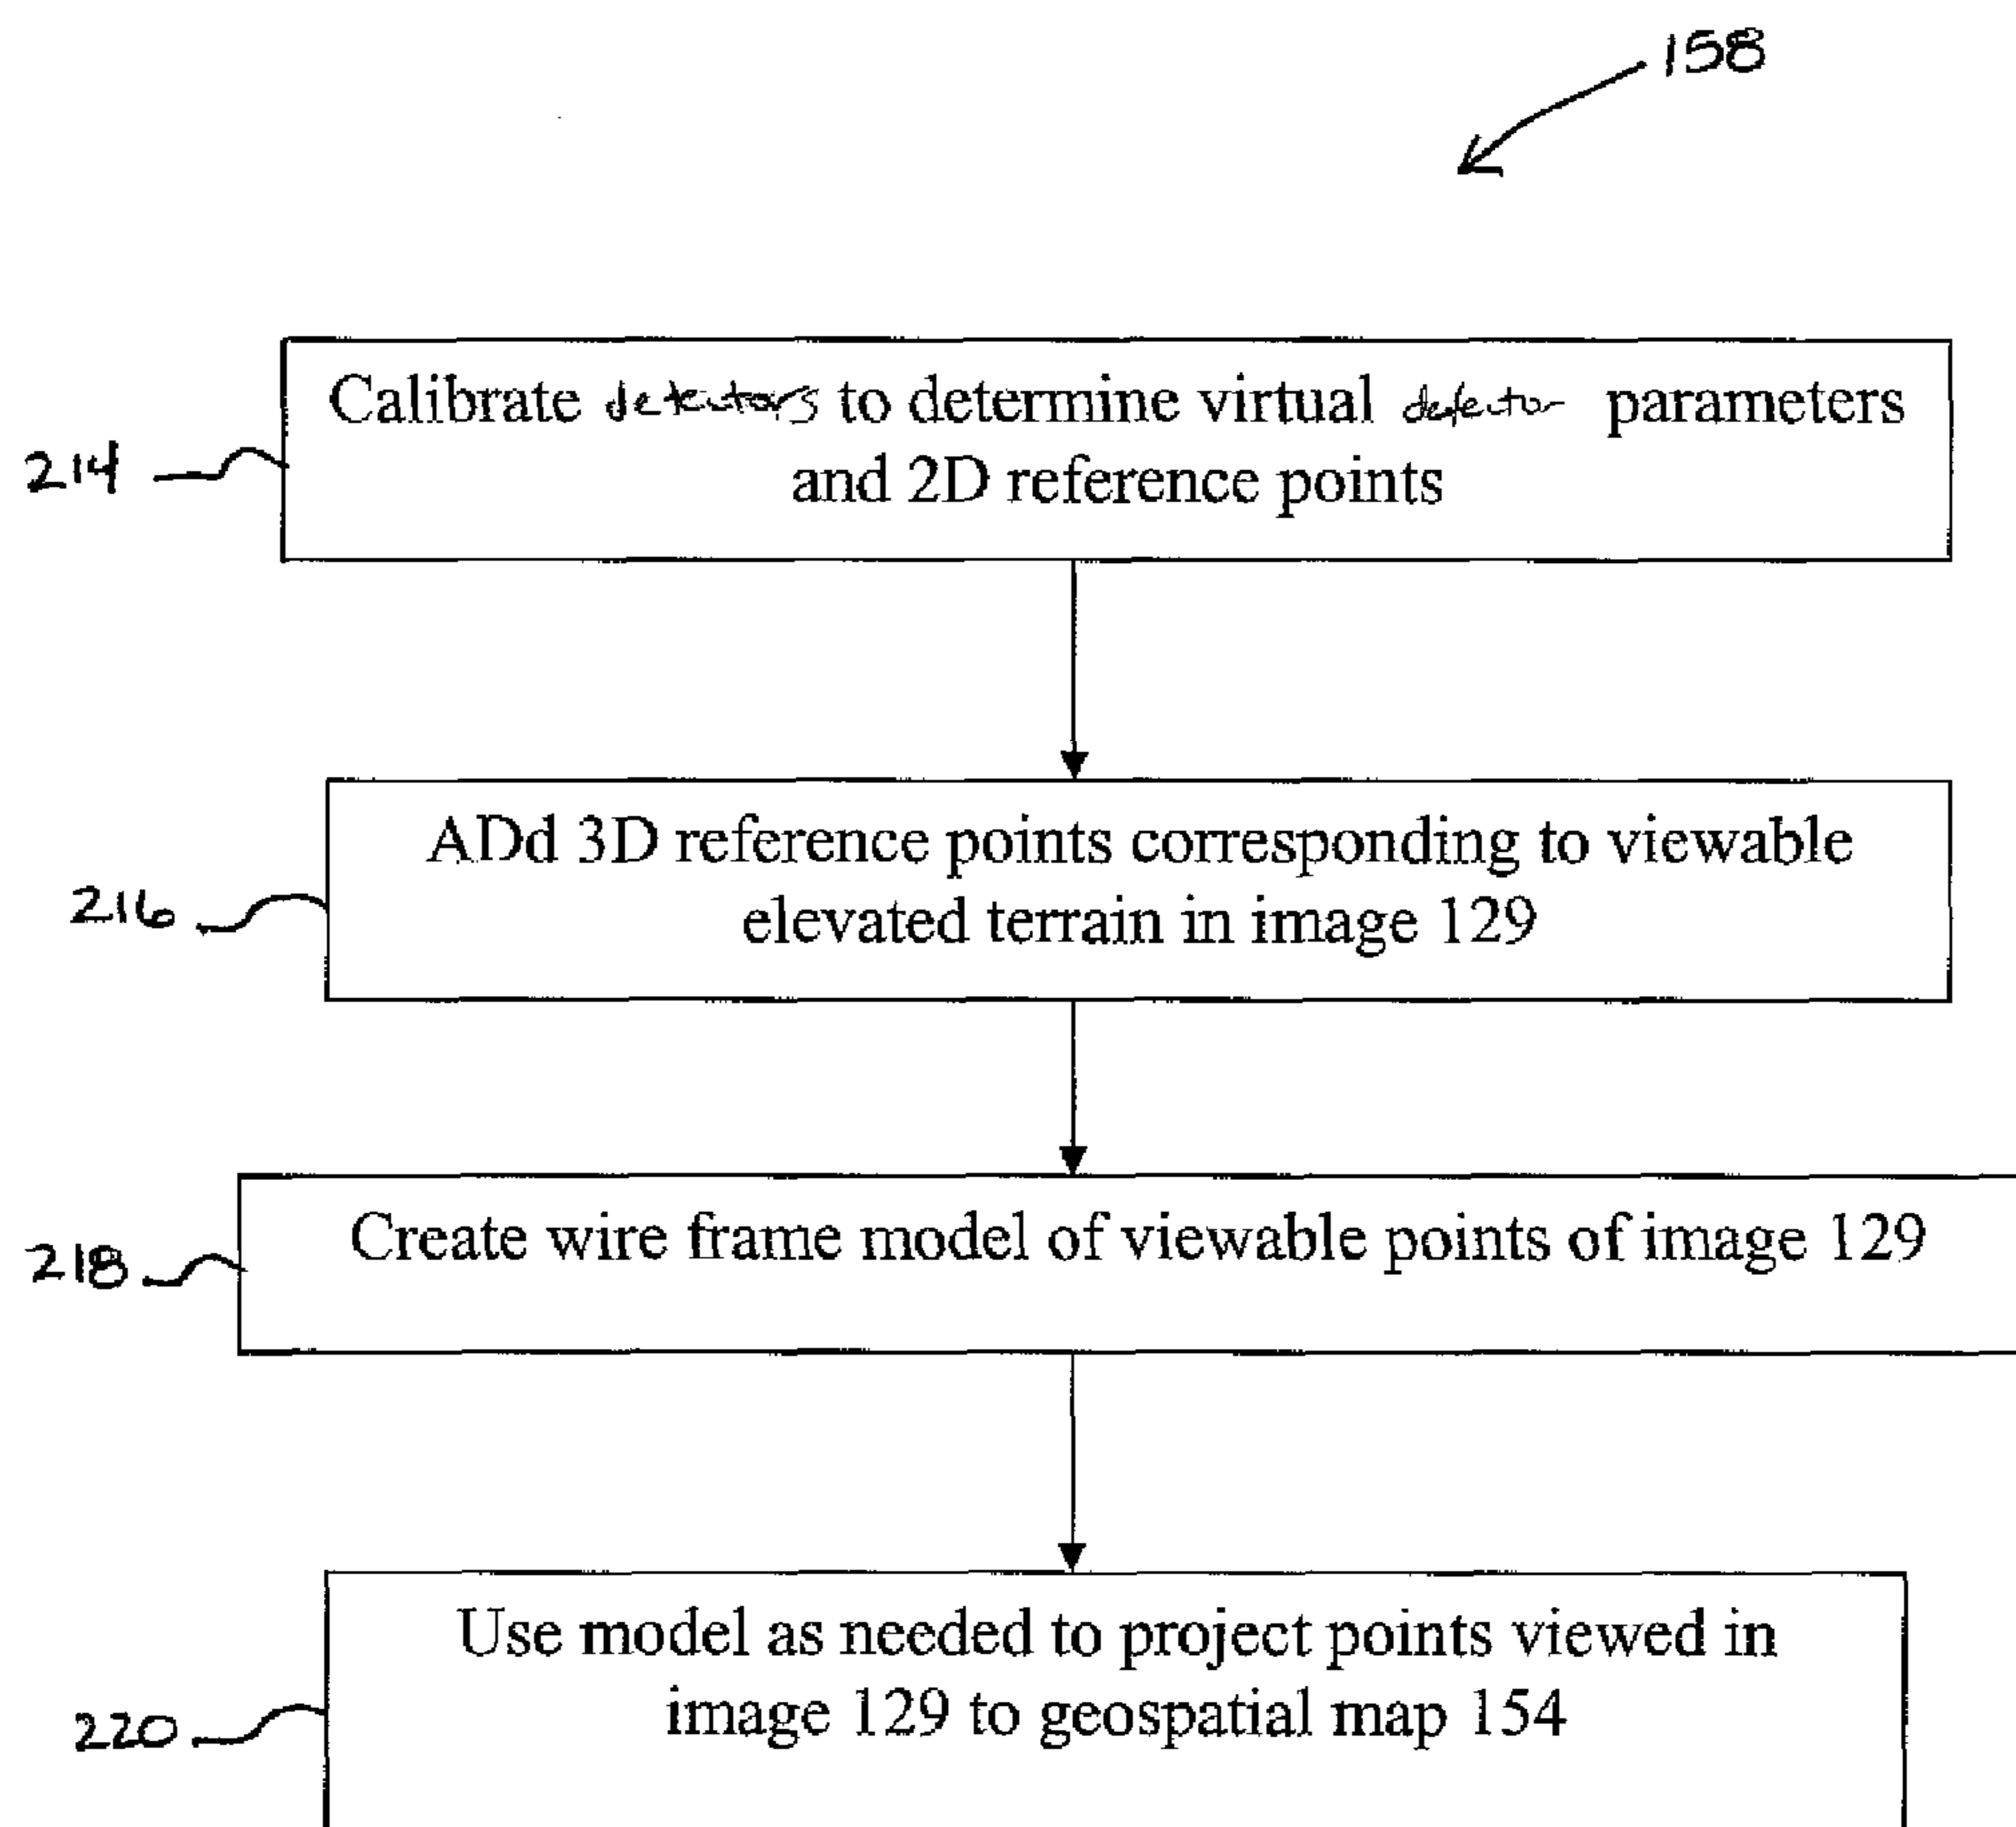 158
Calibrate detectors to determine virtual detector parameters
and 2D reference points
214
ADd 3D reference points corresponding to viewable
elevated terrain in image 129
216
Create wire frame model of viewable points of image 129
218
Use model as needed to project points viewed in
image 129 to geospatial map 154
220